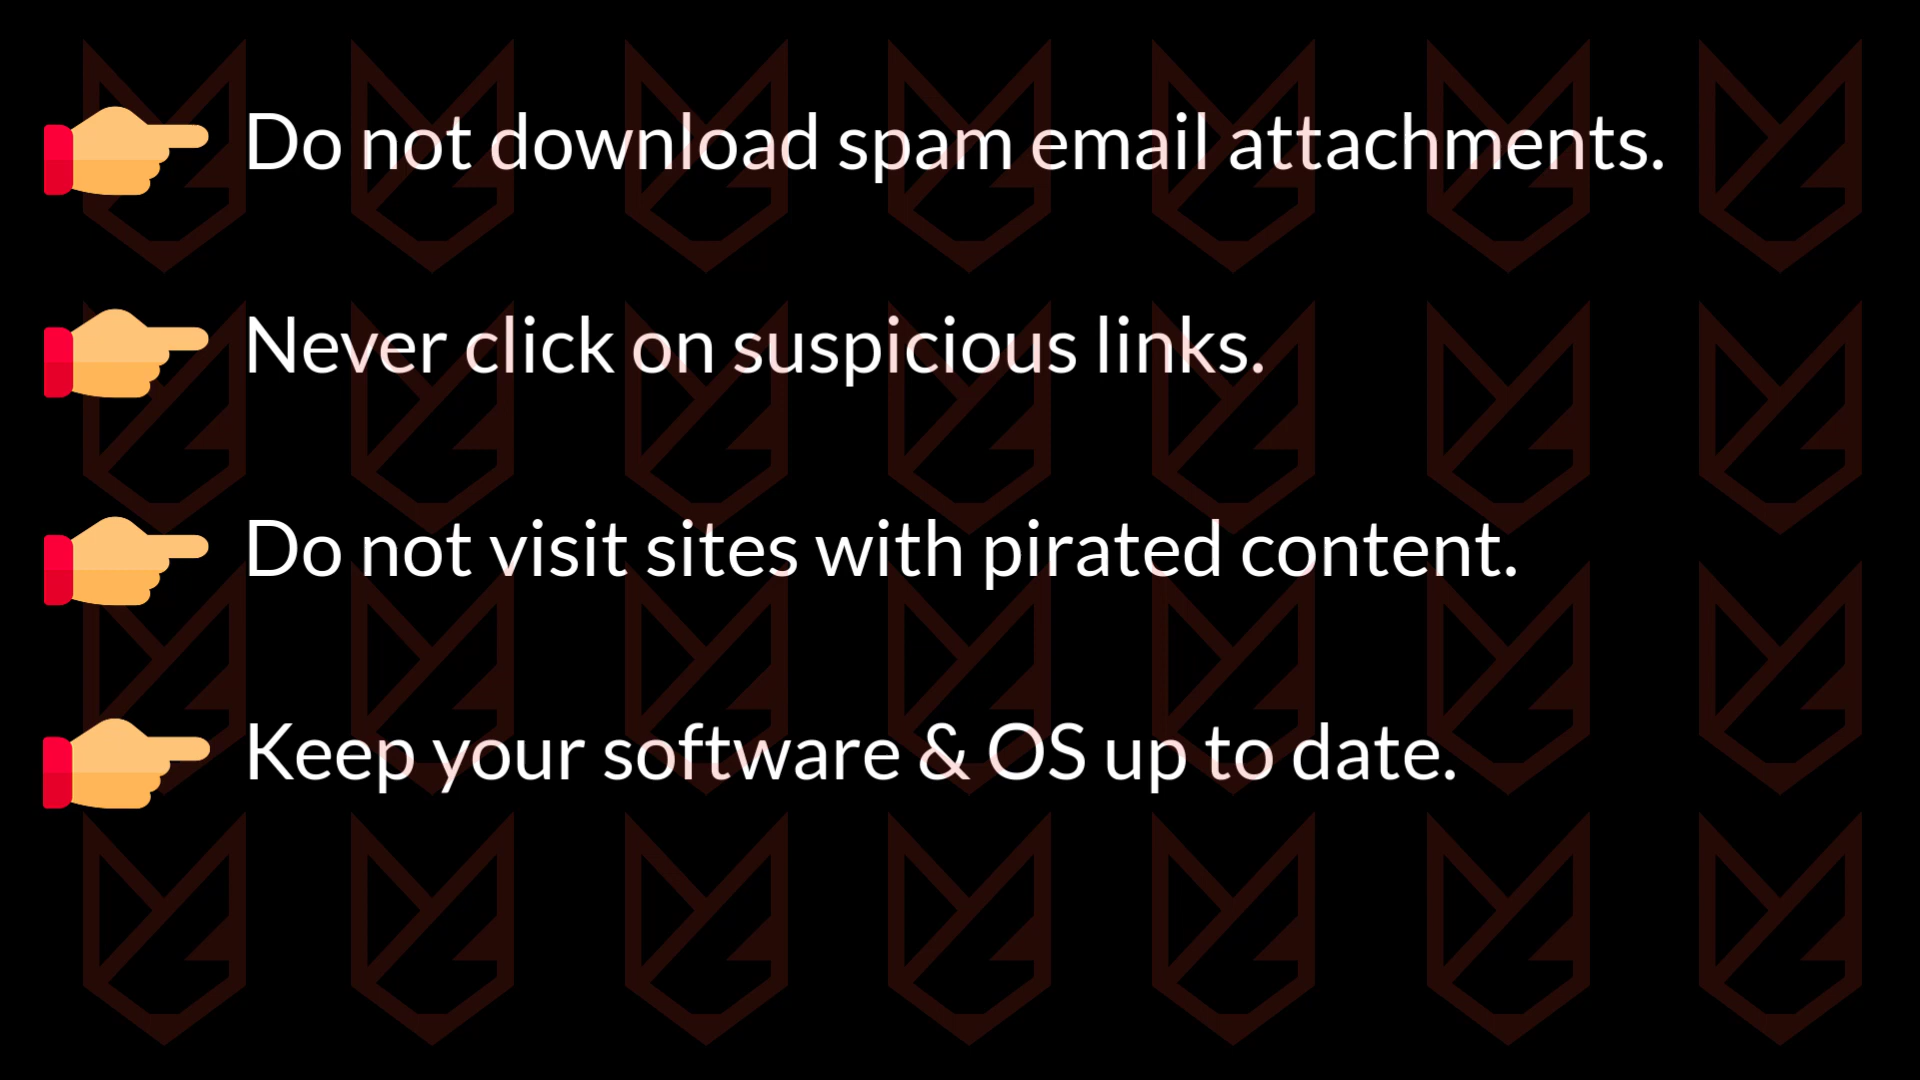 Do not download spam email attachments.
Never click on suspicious links.
Do not visit sites with pirated content.
Keep your software & OS up to date.